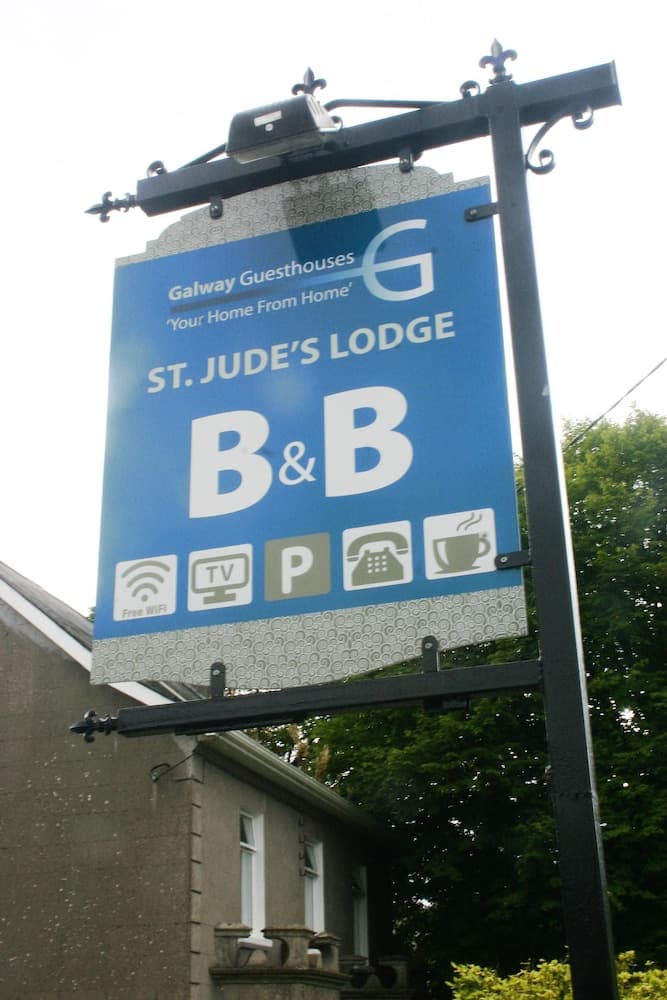 Galway Guesthouses G
'Your Home From Home'
ST. JUDE'S LODGE
B&B
Free WiFi TV P